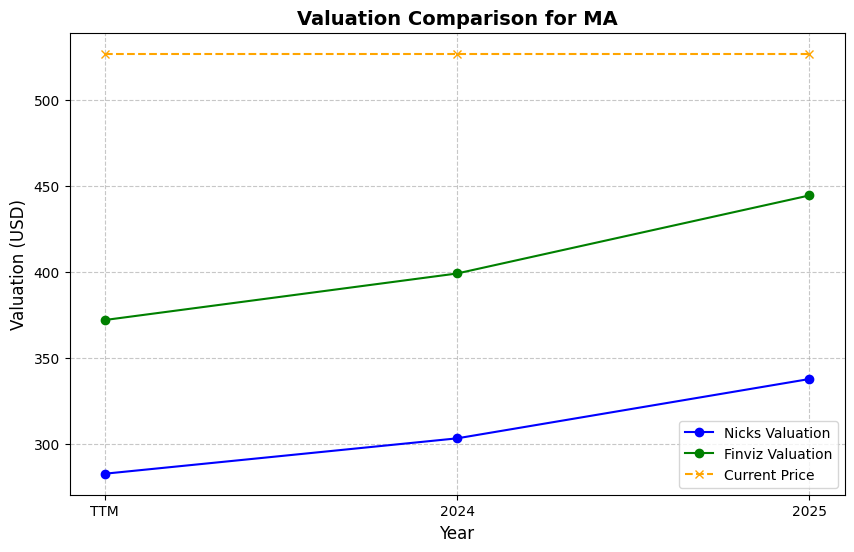 Valuation Comparison for MA
Valuation (USD)
500
450
400
350
300
TTM
2024
2025
Year
Nicks Valuation
Finviz Valuation
Current Price